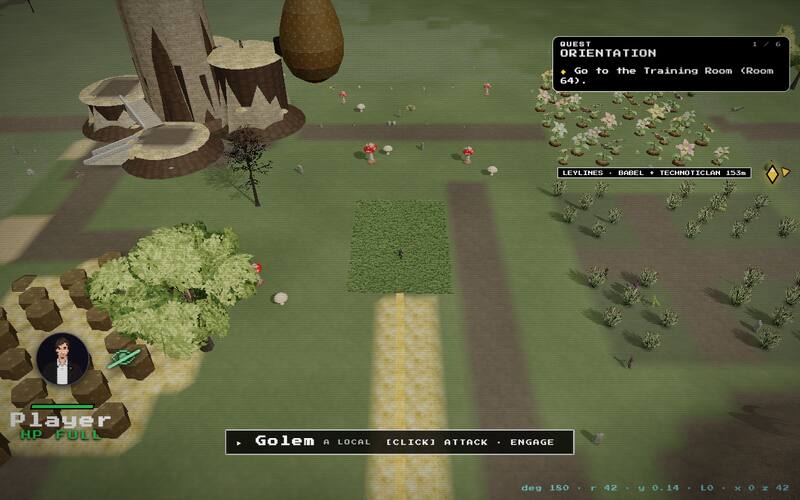 QUEST 1 / 6
ORIENTATION
◆ Go to the Training Room (Room
64).
LEYLINES · BABEL + TECHNOTICLAN 153m
Player
HP FULL
▸ Golem A LOCAL [CLICK] ATTACK · ENGAGE
deg 180 · r 42 · y 0.14 · L0 · x 0 z 42